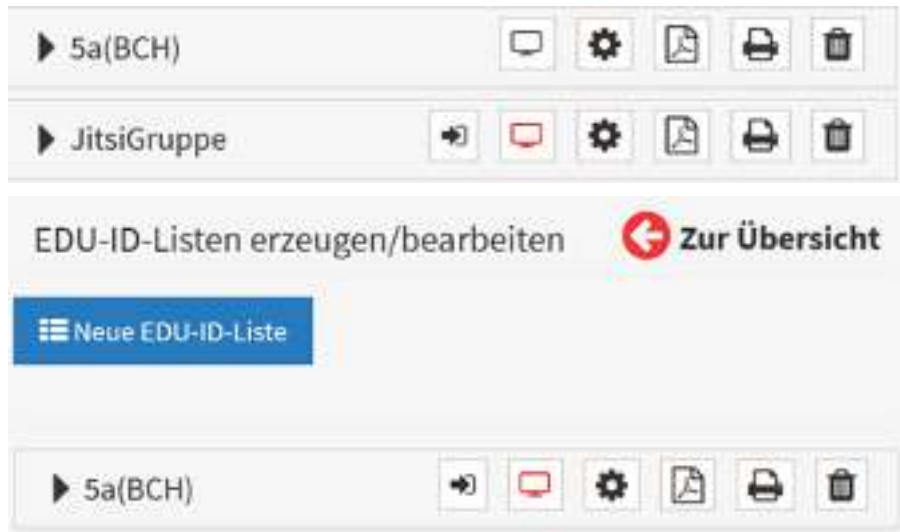 5a(BCH)
JitsiGruppe
EDU-ID-Listen erzeugen/bearbeiten Zur Übersicht
Neue EDU-ID-Liste
5a(BCH)